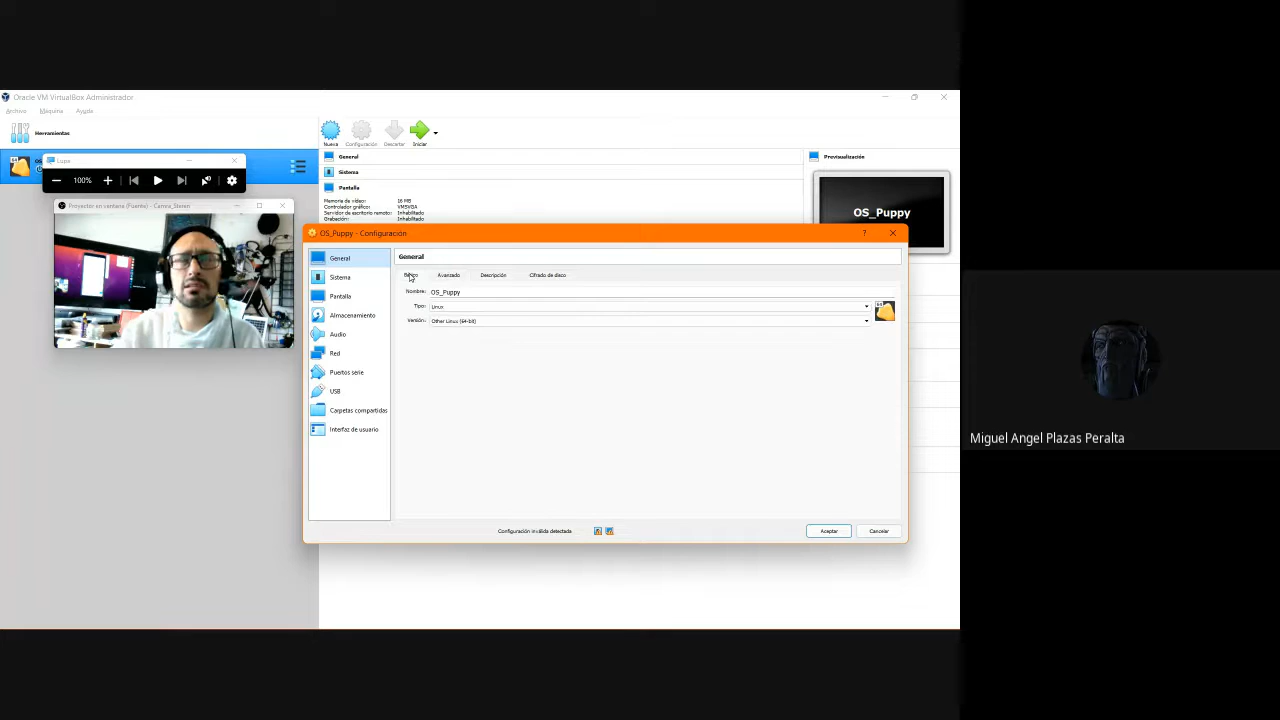 Oracle VM VirtualBox Administrador
Archivo Máquina Ayuda
Herramientas
Nueva Configuración Descartar Iniciar
General
Sistema
Pantalla
Memoria de vídeo: 16 MB
Controlador gráfico: VMSVGA
Servidor de escritorio remoto: Inhabilitado
Grabación: Inhabilitado
Previsualización
OS_Puppy
Lupa
100%
Proyector en ventana (Fuente) - Camra_Stereo
OS_Puppy - Configuración
General
Sistema
Pantalla
Almacenamiento
Audio
Red
Puertos serie
USB
Carpetas compartidas
Interfaz de usuario
General
Básico Avanzado Descripción Cifrado de disco
Nombre: OS_Puppy
Tipo: Linux
Versión: Other Linux (64-bit)
Configuración inválida detectada
Aceptar Cancelar
Miguel Angel Plazas Peralta